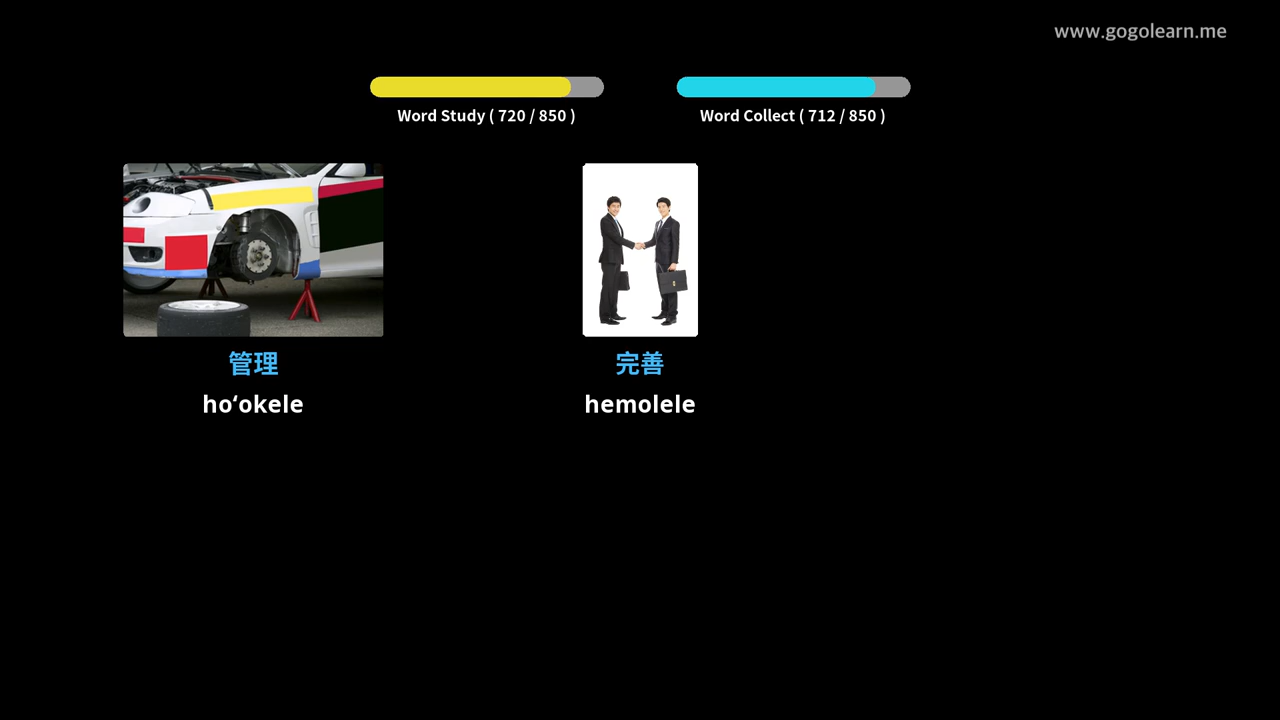 www.gogolearn.me
Word Study ( 720 / 850 )
Word Collect ( 712 / 850 )
管理
hoʻokele
完善
hemolele